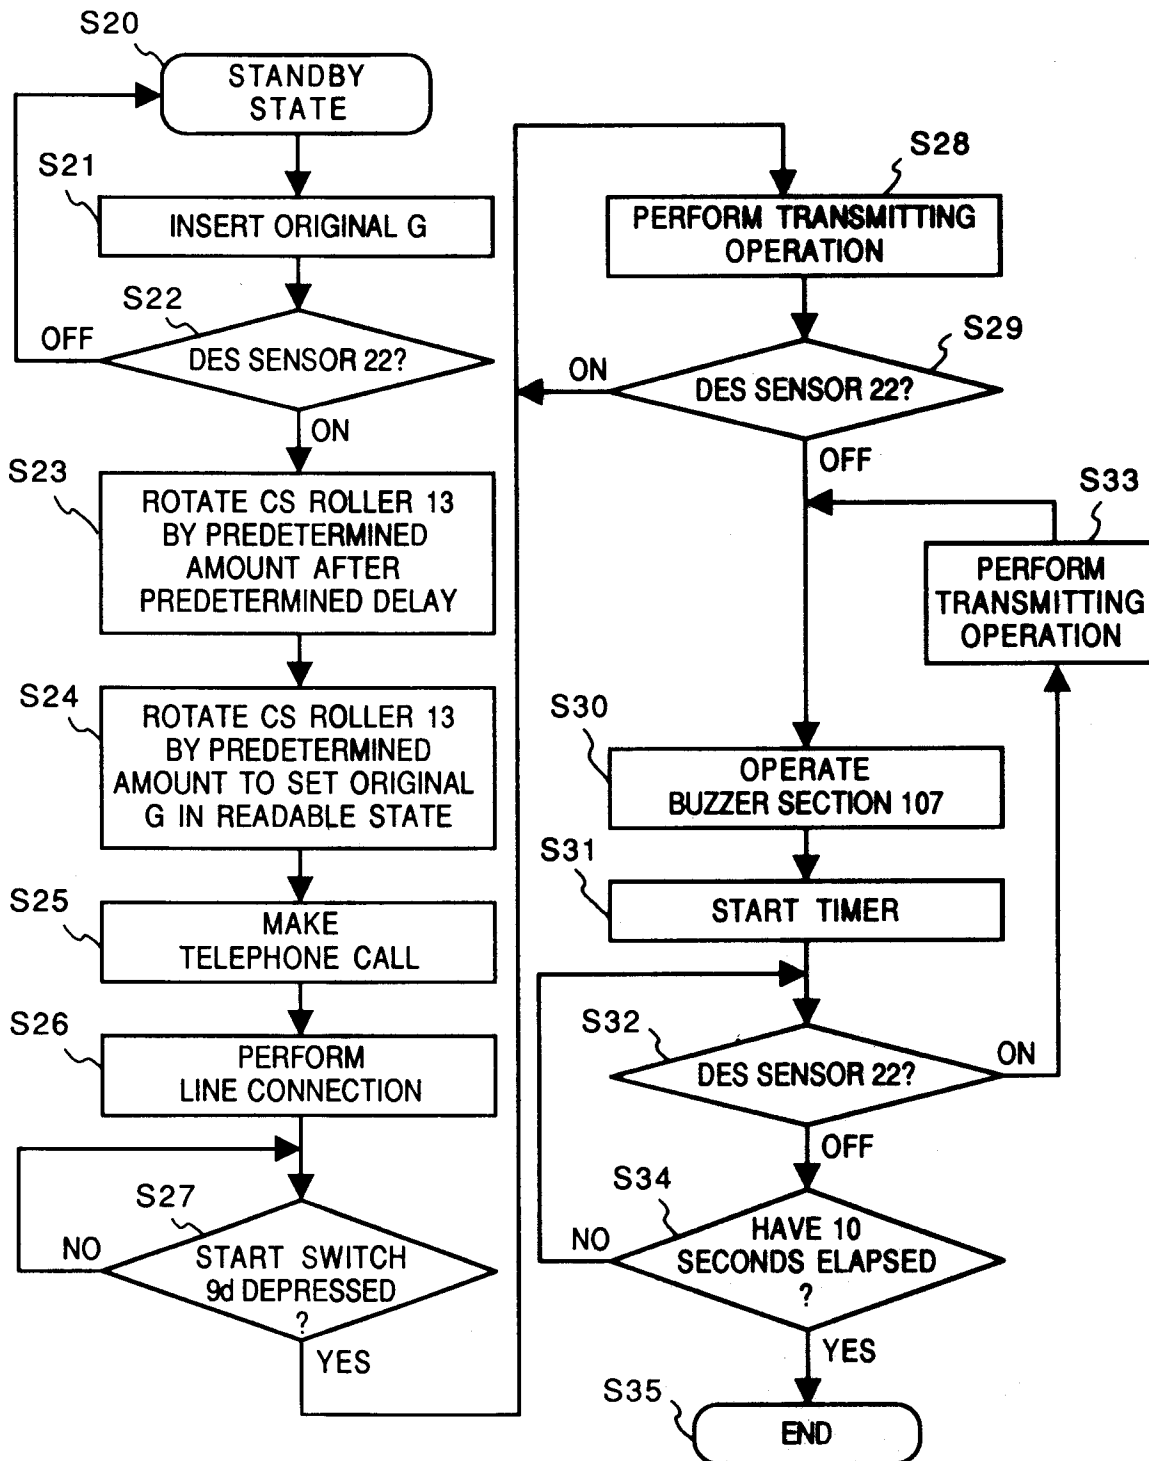 S20
STANDBY
STATE
S21
INSERT ORIGINAL G
S22
OFF
DES SENSOR 22?
ON
S23
ROTATE CS ROLLER 13
BY PREDETERMINED
AMOUNT AFTER
PREDETERMINED DELAY
S24
ROTATE CS ROLLER 13
BY PREDETERMINED
AMOUNT TO SET ORIGINAL
G IN READABLE STATE
S25
MAKE
TELEPHONE CALL
S26
PERFORM
LINE CONNECTION
S27
NO
START SWITCH
9d DEPRESSED
?
YES
S28
PERFORM TRANSMITTING
OPERATION
S29
ON
DES SENSOR 22?
OFF
S33
PERFORM
TRANSMITTING
OPERATION
S30
OPERATE
BUZZER SECTION 107
S31
START TIMER
S32
DES SENSOR 22?
ON
OFF
S34
NO
HAVE 10
SECONDS ELAPSED
?
YES
S35
END